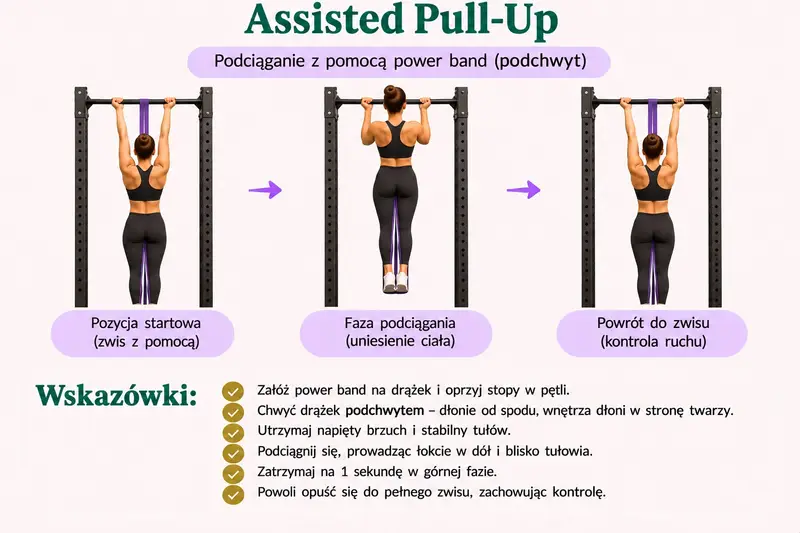 Assisted Pull-Up
Podciąganie z pomocą power band (podchwyt)
Pozycja startowa
(zwis z pomocą)
Faza podciągania
(uniesienie ciała)
Powrót do zwisu
(kontrola ruchu)
Wskazówki:
Załóż power band na drążek i oprzyj stopy w pętli.
Chwyć drążek podchwytem – dłonie od spodu, wnętrza dłoni w stronę twarzy.
Utrzymaj napięty brzuch i stabilny tułów.
Podciągnij się, prowadząc łokcie w dół i blisko tułowia.
Zatrzymaj na 1 sekundę w górnej fazie.
Powoli opuść się do pełnego zwisu, zachowując kontrolę.